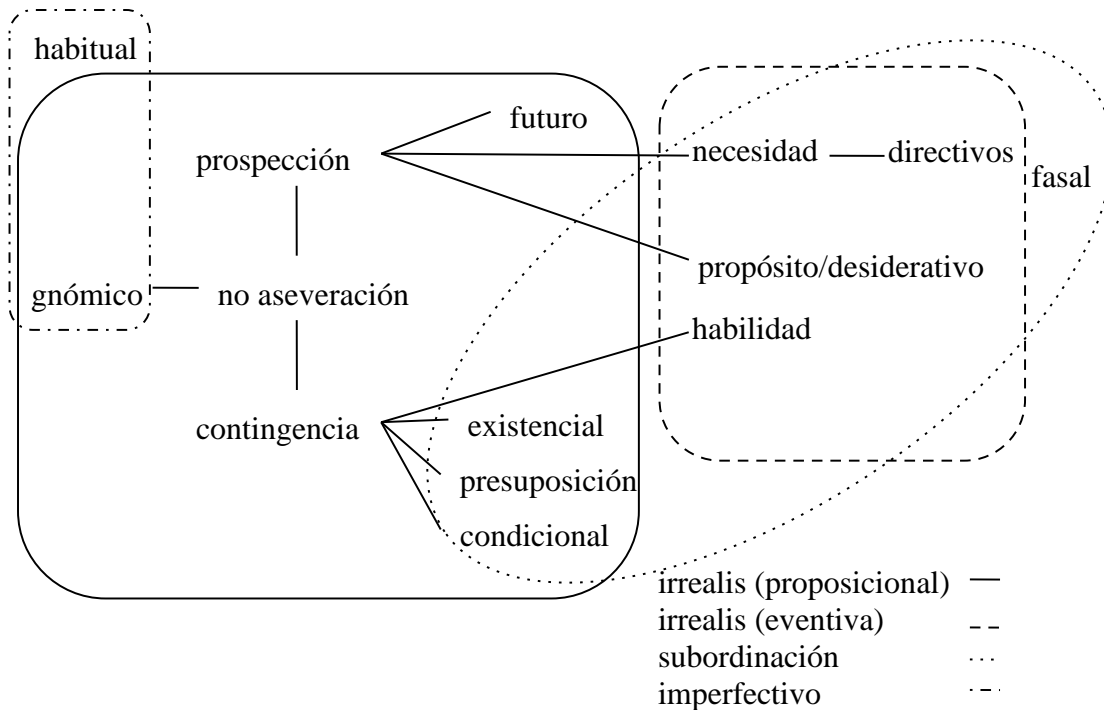 habitual
futuro
prospección
necesidad
directivos
fasal
propósito/desiderativo
gnómico
no aseveración
habilidad
contingencia
existencial
presuposición
condicional
irrealis (proposicional)
irrealis (eventiva)
subordinación
imperfectivo